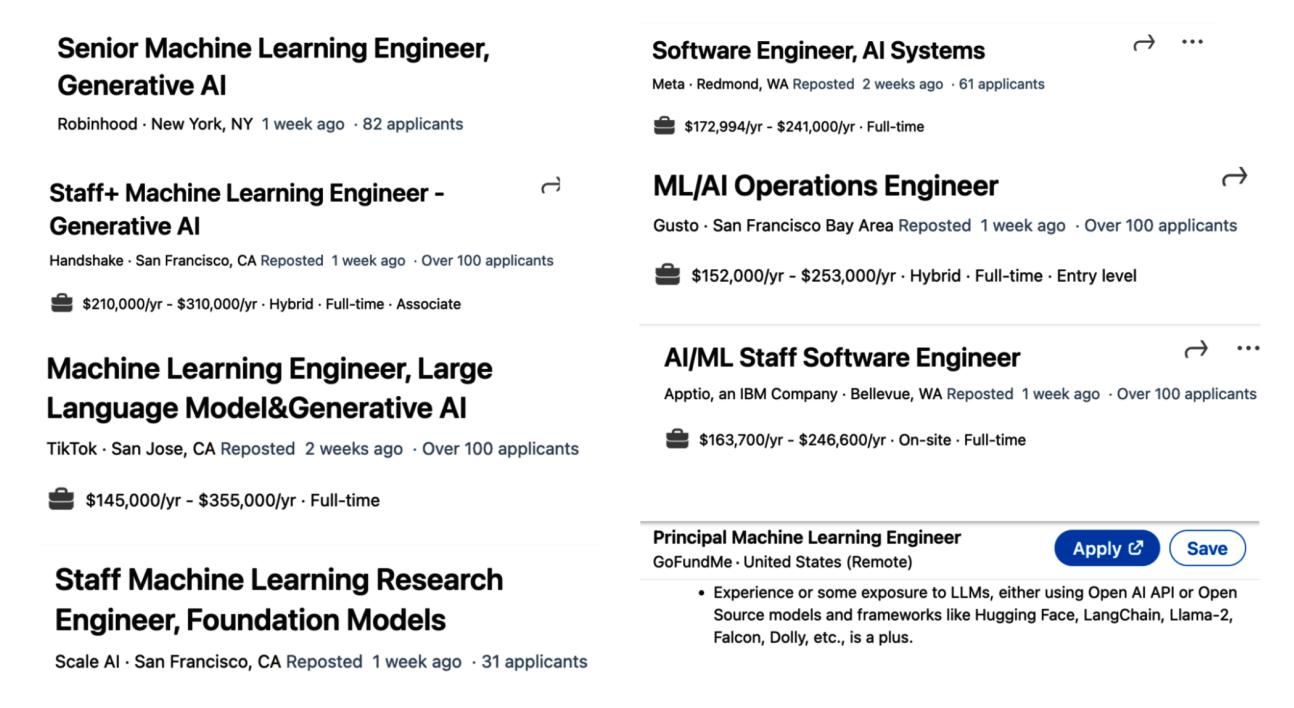 Senior Machine Learning Engineer,
Generative AI
Robinhood · New York, NY 1 week ago · 82 applicants
Staff+ Machine Learning Engineer -
Generative AI
Handshake · San Francisco, CA Reposted 1 week ago · Over 100 applicants
$210,000/yr - $310,000/yr · Hybrid · Full-time · Associate
Machine Learning Engineer, Large
Language Model&Generative AI
TikTok · San Jose, CA Reposted 2 weeks ago · Over 100 applicants
$145,000/yr - $355,000/yr · Full-time
Staff Machine Learning Research
Engineer, Foundation Models
Scale AI · San Francisco, CA Reposted 1 week ago · 31 applicants
Software Engineer, AI Systems
Meta · Redmond, WA Reposted 2 weeks ago · 61 applicants
$172,994/yr - $241,000/yr · Full-time
ML/AI Operations Engineer
Gusto · San Francisco Bay Area Reposted 1 week ago · Over 100 applicants
$152,000/yr - $253,000/yr · Hybrid · Full-time · Entry level
AI/ML Staff Software Engineer
Apptio, an IBM Company · Bellevue, WA Reposted 1 week ago · Over 100 applicants
$163,700/yr - $246,600/yr · On-site · Full-time
Principal Machine Learning Engineer
GoFundMe · United States (Remote)
Apply
Save
• Experience or some exposure to LLMs, either using Open AI API or Open
Source models and frameworks like Hugging Face, LangChain, Llama-2,
Falcon, Dolly, etc., is a plus.